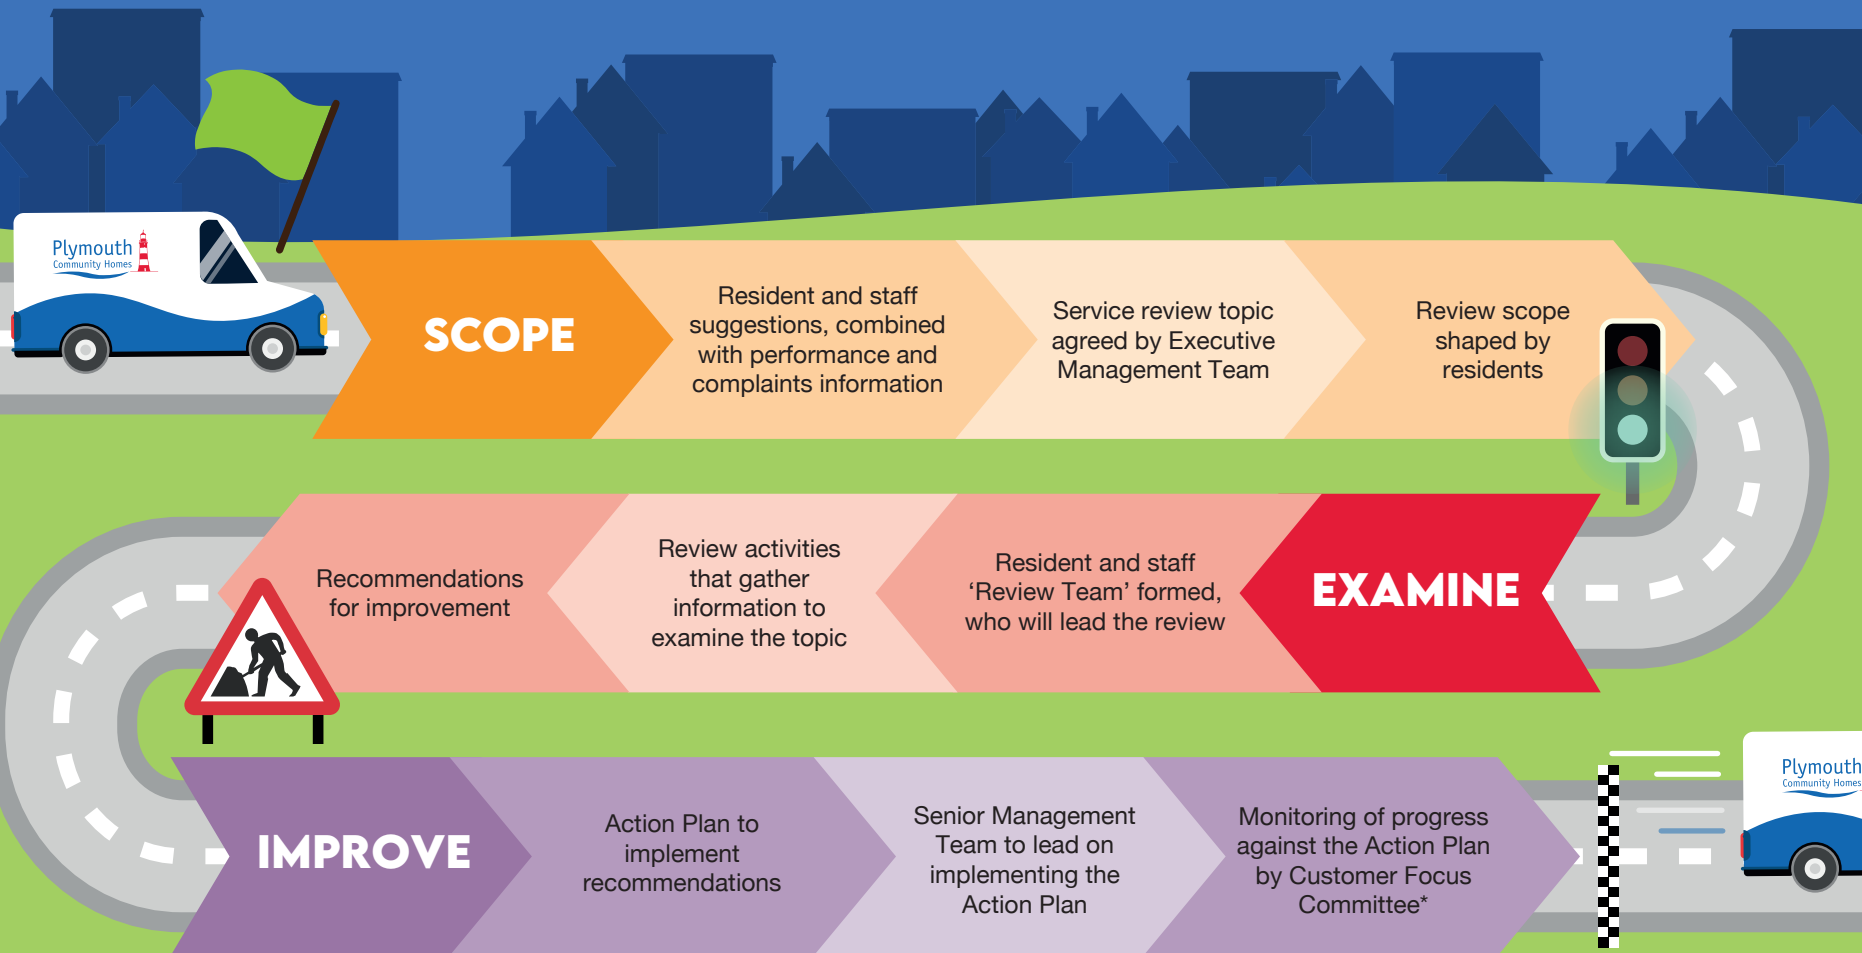 Plymouth
Community Homes
SCOPE
Resident and staff
suggestions, combined
with performance and
complaints information
Service review topic
agreed by Executive
Management Team
Review scope
shaped by
residents
EXAMINE
Resident and staff
‘Review Team’ formed,
who will lead the review
Review activities
that gather
information to
examine the topic
Recommendations
for improvement
IMPROVE
Action Plan to
implement
recommendations
Senior Management
Team to lead on
implementing the
Action Plan
Monitoring of progress
against the Action Plan
by Customer Focus
Committee*
Plymouth
Community Homes